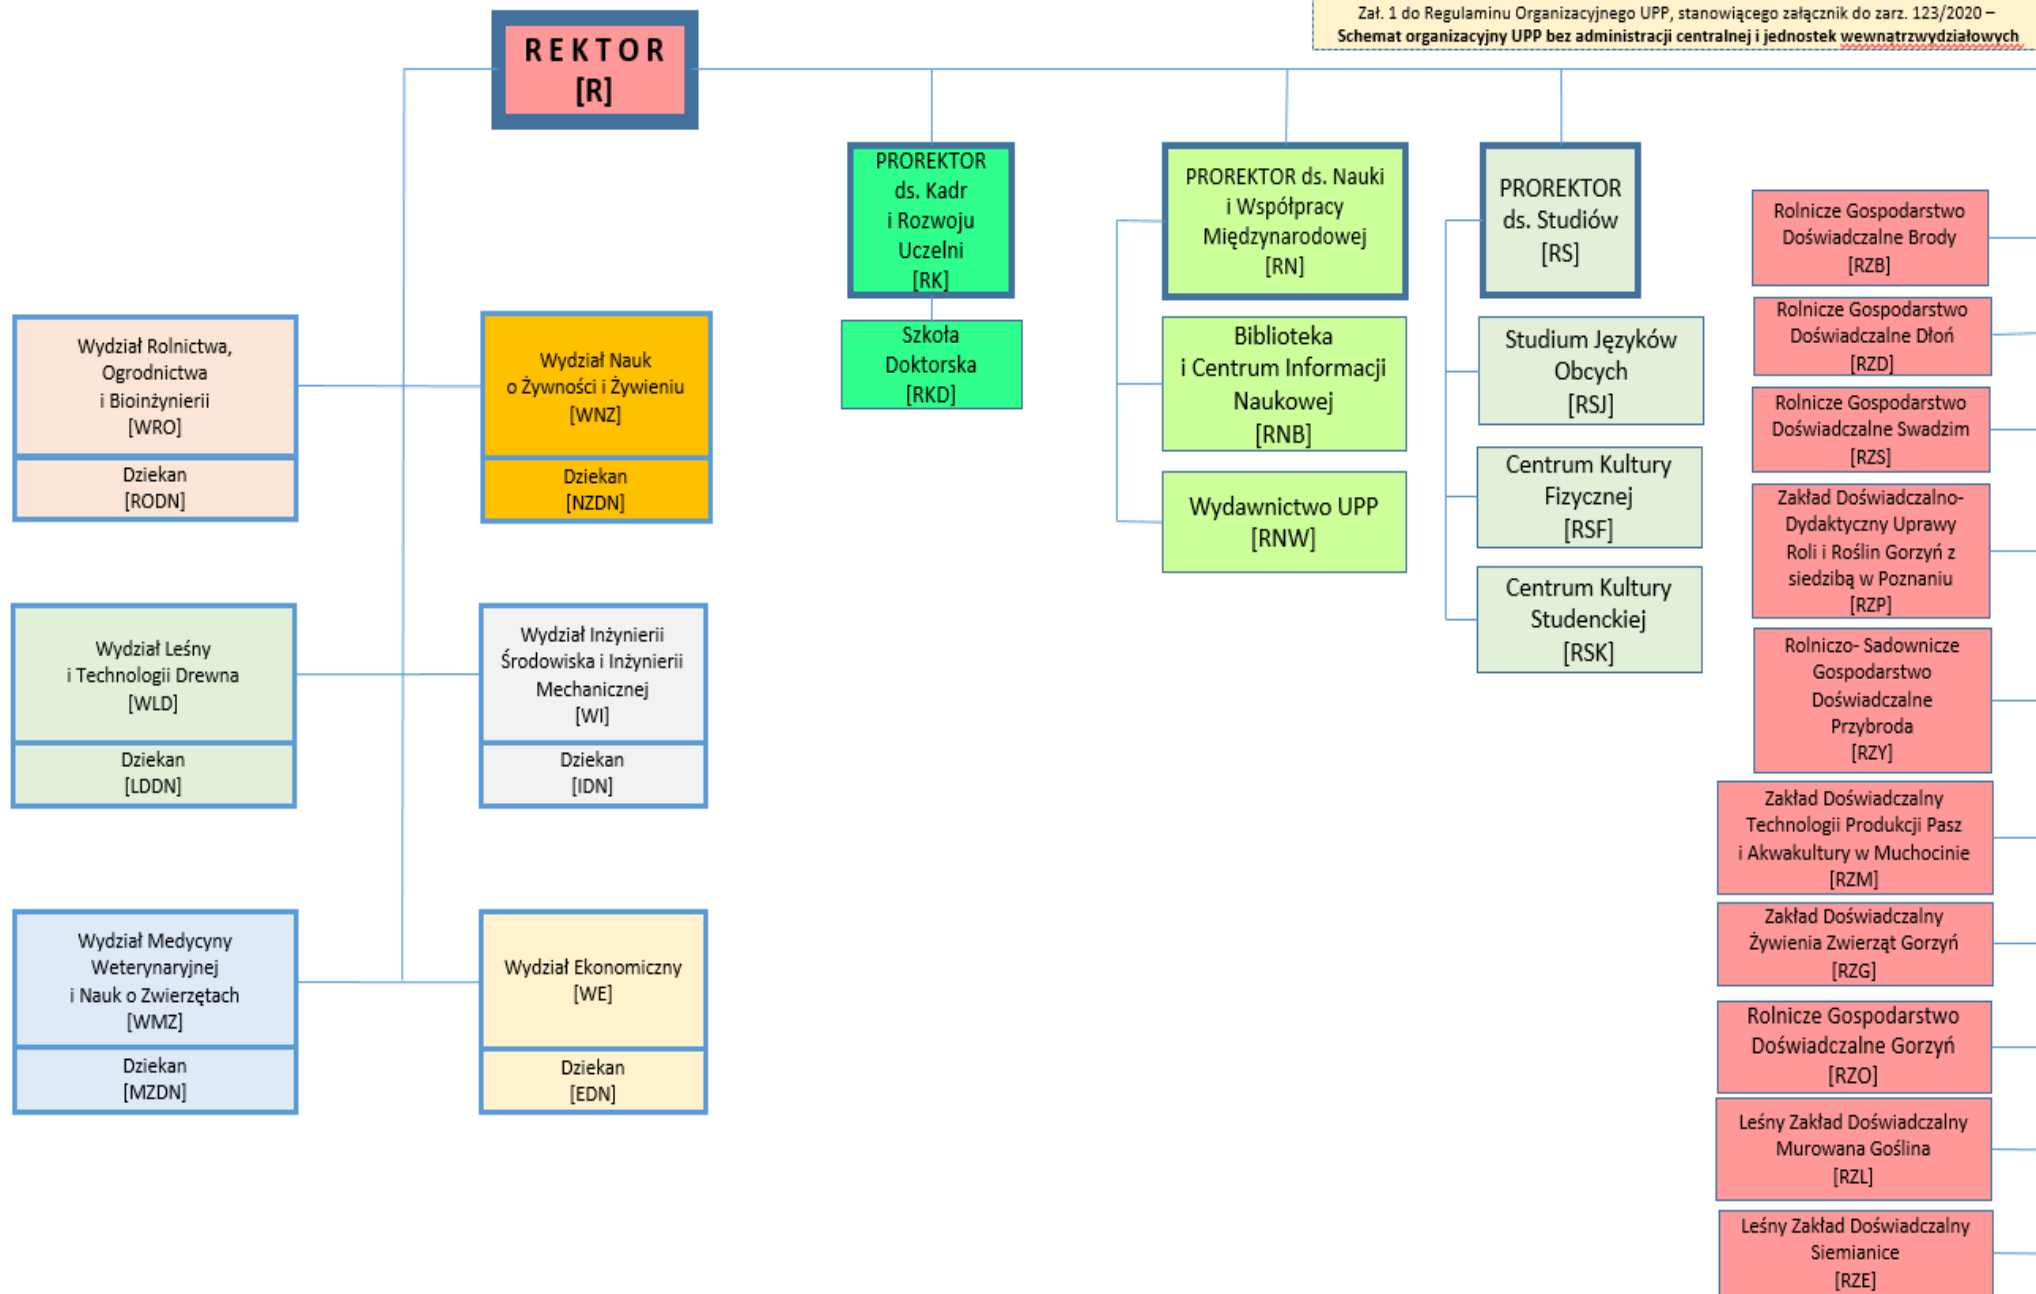 Zał. 1 do Regulaminu Organizacyjnego UPP, stanowiącego załącznik do zarz. 123/2020 –
Schemat organizacyjny UPP bez administracji centralnej i jednostek wewnątrzwydziałowych
REKTOR
[R]
PROREKTOR
ds. Kadr
i Rozwoju
Uczelni
[RK]
Szkoła
Doktorska
[RKD]
PROREKTOR ds. Nauki
i Współpracy
Międzynarodowej
[RN]
Biblioteka
i Centrum Informacji
Naukowej
[RNB]
Wydawnictwo UPP
[RNW]
PROREKTOR
ds. Studiów
[RS]
Studium Języków
Obcych
[RSJ]
Centrum Kultury
Fizycznej
[RSF]
Centrum Kultury
Studenckiej
[RSK]
Wydział Rolnictwa,
Ogrodnictwa
i Bioinżynierii
[WRO]
Dziekan
[RODN]
Wydział Nauk
o Żywności i Żywieniu
[WNZ]
Dziekan
[NZDN]
Wydział Leśny
i Technologii Drewna
[WLD]
Dziekan
[LDDN]
Wydział Inżynierii
Środowiska i Inżynierii
Mechanicznej
[WI]
Dziekan
[IDN]
Wydział Medycyny
Weterynaryjnej
i Nauk o Zwierzętach
[WMZ]
Dziekan
[MZDN]
Wydział Ekonomiczny
[WE]
Dziekan
[EDN]
Rolnicze Gospodarstwo
Doświadczalne Brody
[RZB]
Rolnicze Gospodarstwo
Doświadczalne Dłoń
[RZD]
Rolnicze Gospodarstwo
Doświadczalne Swadzim
[RZS]
Zakład Doświadczalno-
Dydaktyczny Uprawy
Roli i Roślin Gorzyń z
siedzibą w Poznaniu
[RZP]
Rolniczo- Sadownicze
Gospodarstwo
Doświadczalne
Przybroda
[RZY]
Zakład Doświadczalny
Technologii Produkcji Pasz
i Akwakultury w Muchocinie
[RZM]
Zakład Doświadczalny
Żywienia Zwierząt Gorzyń
[RZG]
Rolnicze Gospodarstwo
Doświadczalne Gorzyń
[RZO]
Leśny Zakład Doświadczalny
Murowana Goślina
[RZL]
Leśny Zakład Doświadczalny
Siemianice
[RZE]